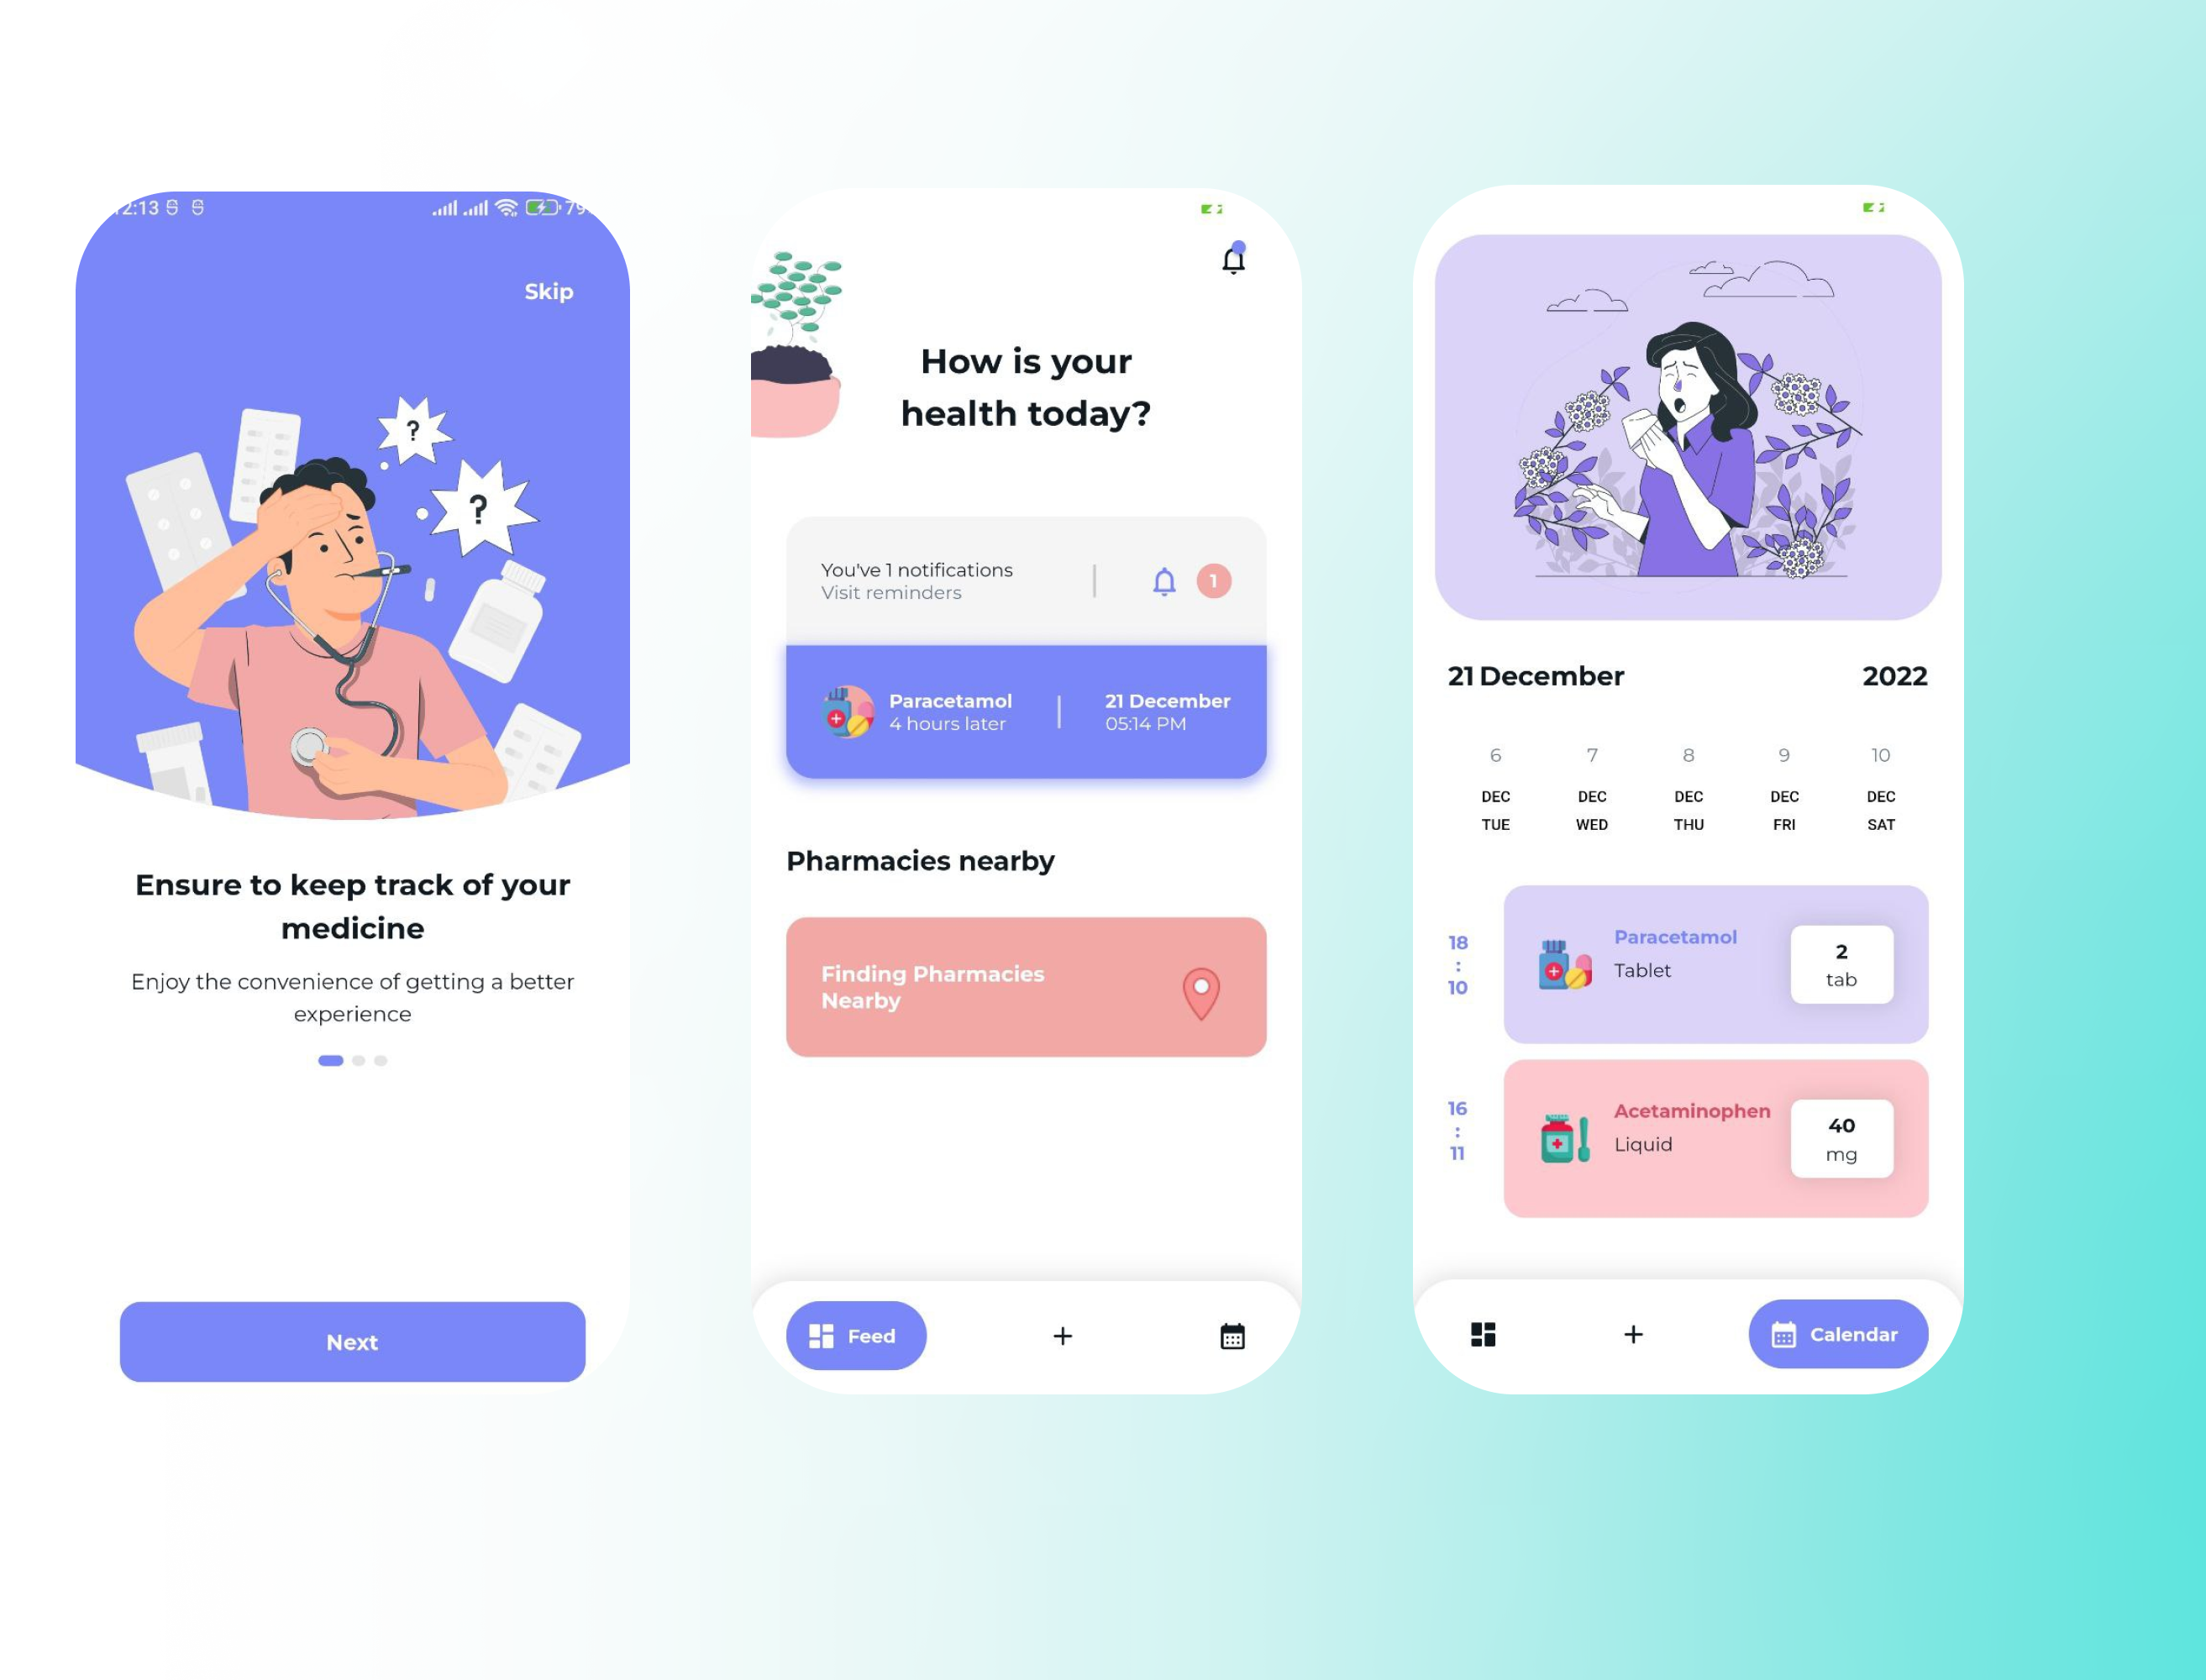 2:13
79
Skip
?
?
Ensure to keep track of your
medicine
Enjoy the convenience of getting a better
experience
Next
How is your
health today?
You've 1 notifications
Visit reminders
1
Paracetamol
4 hours later
21 December
05:14 PM
Pharmacies nearby
Finding Pharmacies
Nearby
Feed
+
21 December
2022
6 7 8 9 10
DEC DEC DEC DEC DEC
TUE WED THU FRI SAT
18
:
10
Paracetamol
Tablet
2
tab
16
:
11
Acetaminophen
Liquid
40
mg
+
Calendar